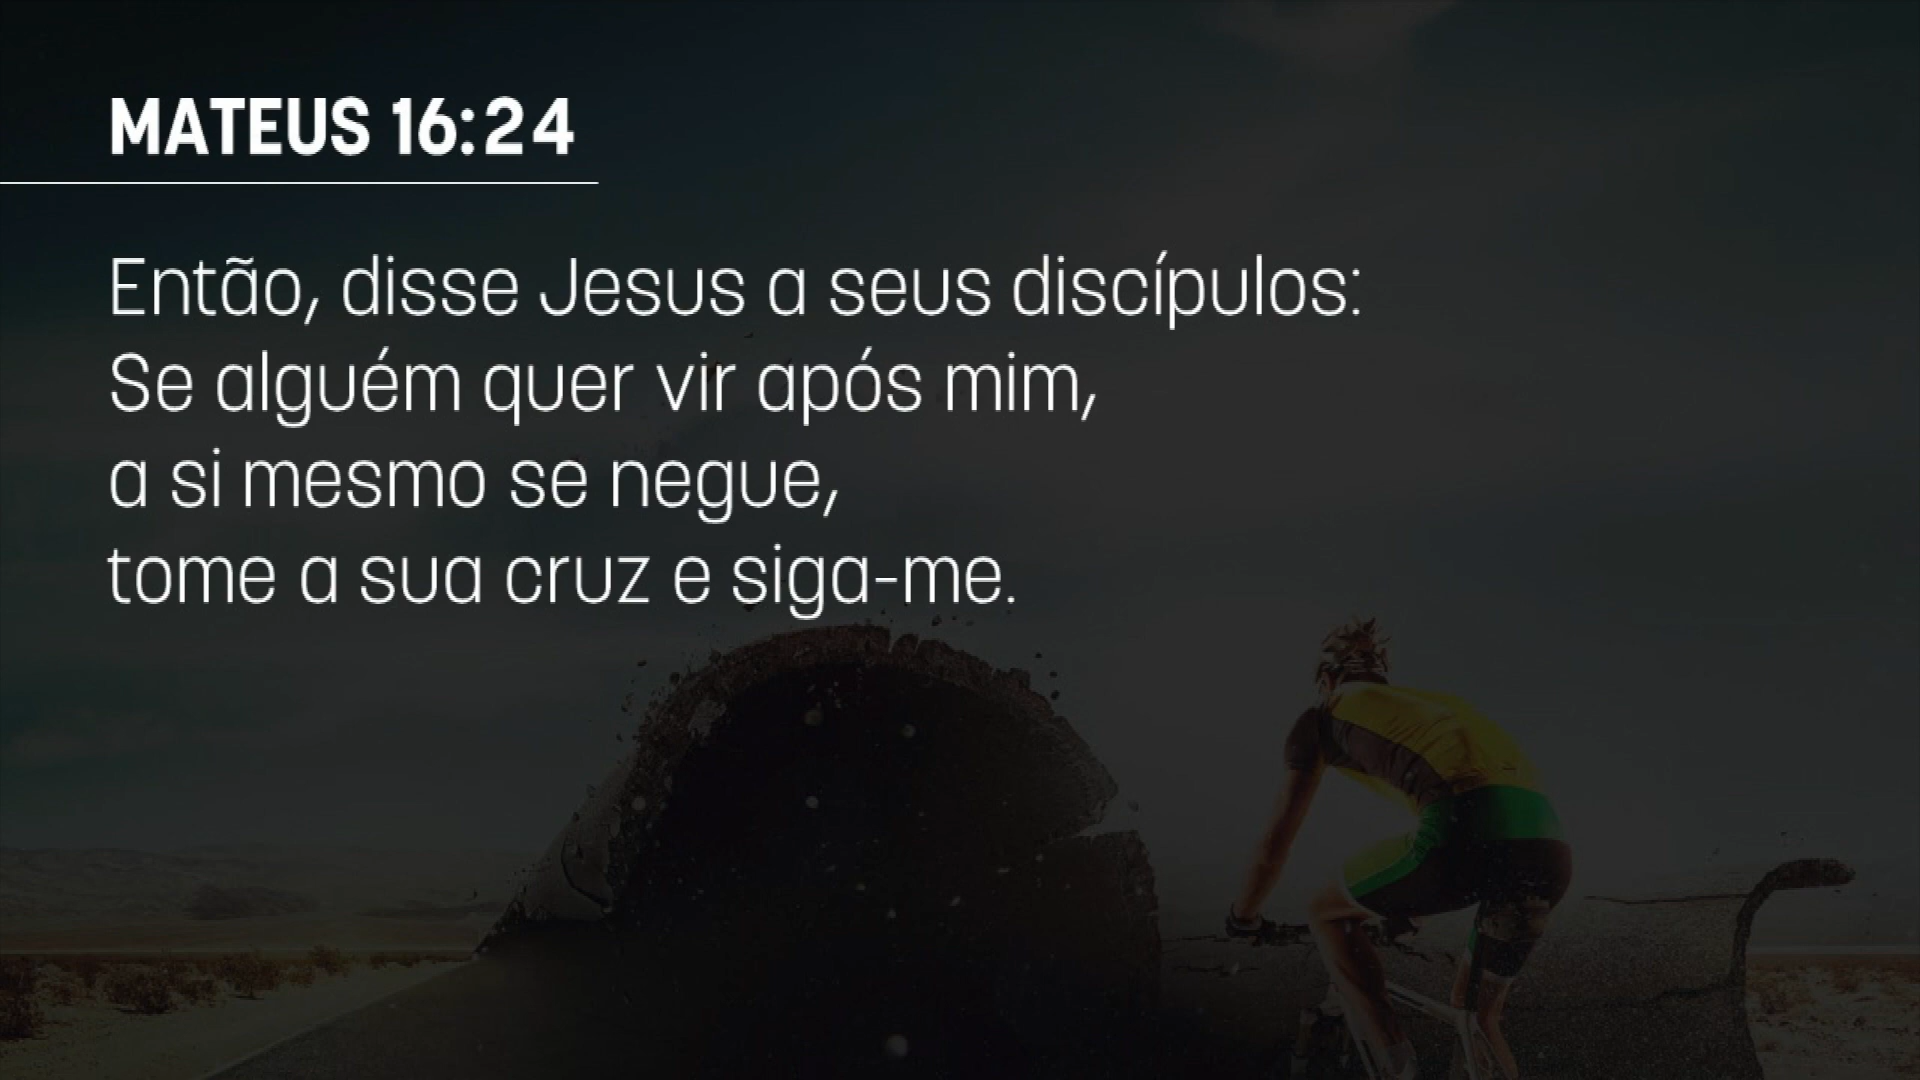 MATEUS 16:24
Então, disse Jesus a seus discípulos:
Se alguém quer vir após mim,
a si mesmo se negue,
tome a sua cruz e siga-me.